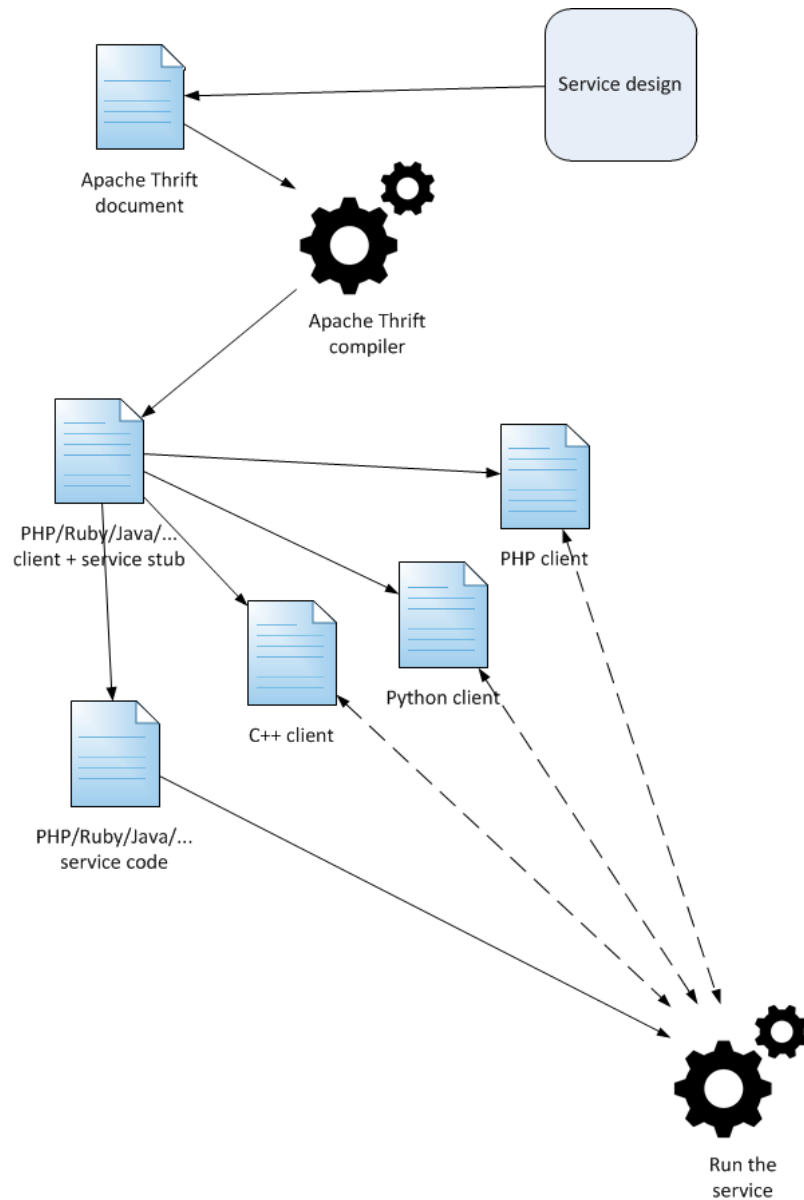 Service design
Apache Thrift
document
Apache Thrift
compiler
PHP/Ruby/Java/...
client + service stub
PHP client
Python client
C++ client
PHP/Ruby/Java/...
service code
Run the
service